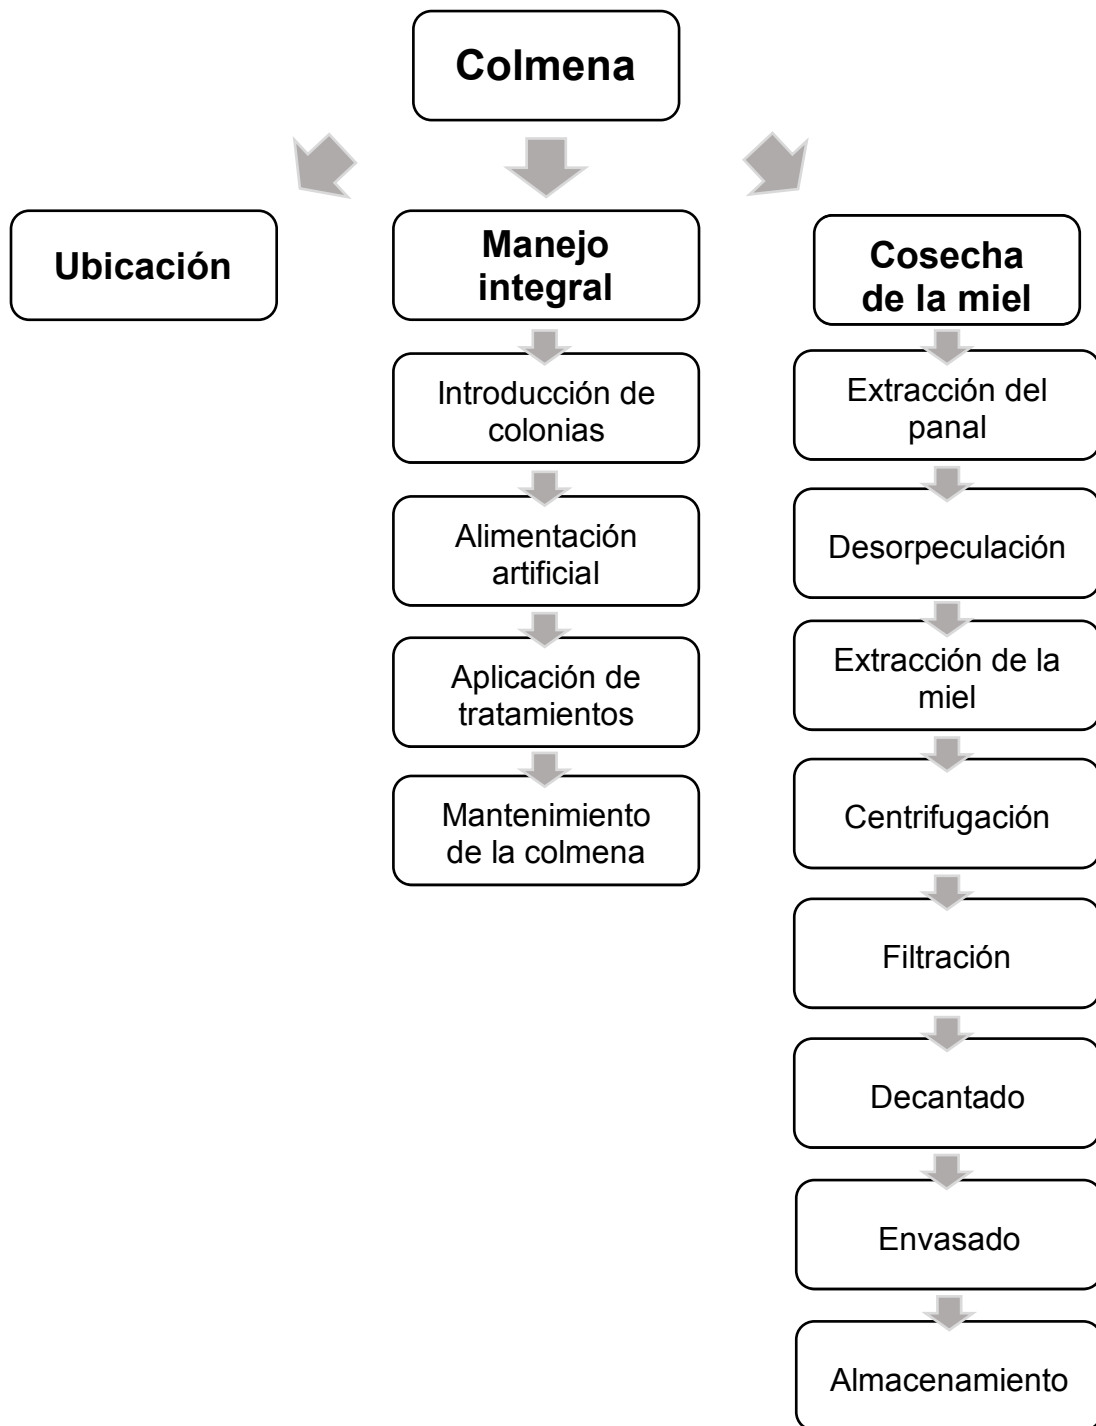 Colmena
Ubicación
Manejo
integral
Introducción de
colonias
Alimentación
artificial
Aplicación de
tratamientos
Mantenimiento
de la colmena
Cosecha
de la miel
Extracción del
panal
Desorpeculación
Extracción de la
miel
Centrifugación
Filtración
Decantado
Envasado
Almacenamiento